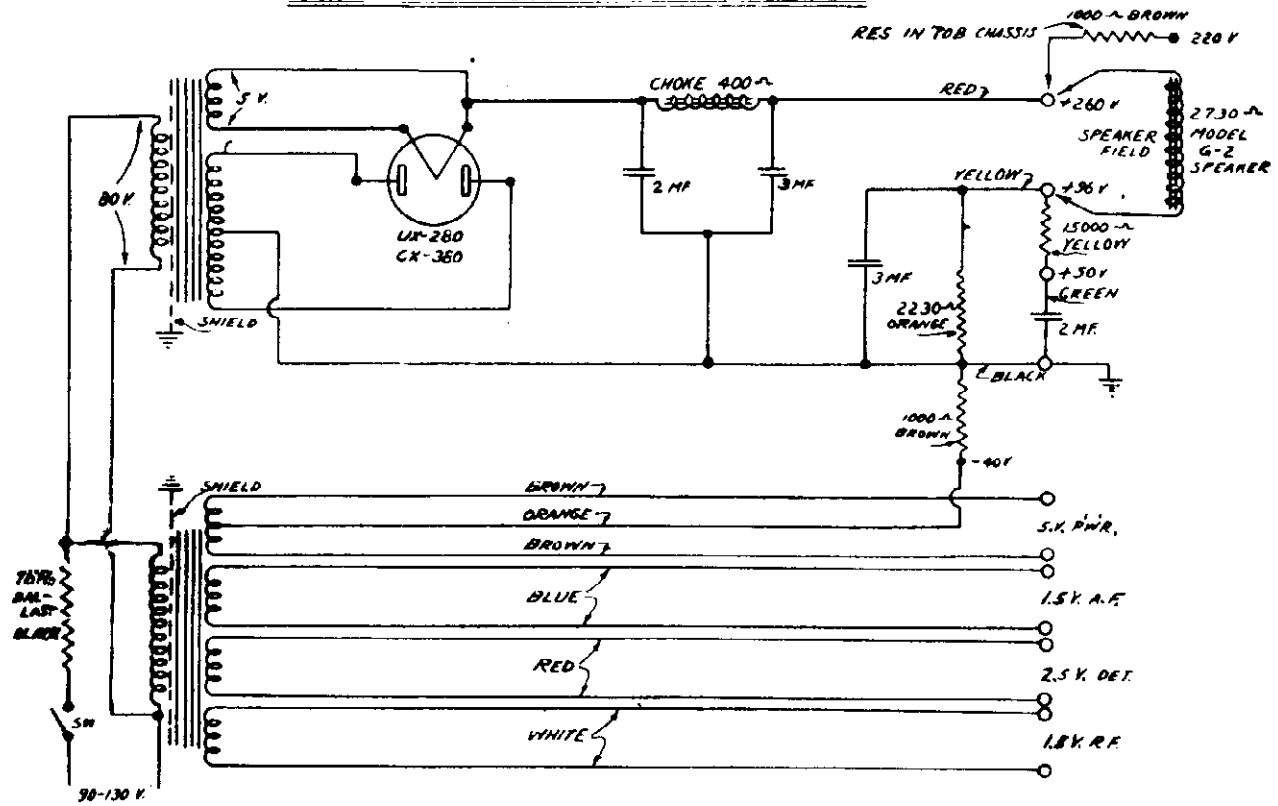 1000 ~ BROWN
RES IN 70B CHASSIS
220 V
5 V.
CHOKE 400 ~
RED
+260 V
2730 ~
MODEL
G-2
SPEAKER
SPEAKER
FIELD
80 V.
2 MF
3 MF
YELLOW
+96 V
UX-280
CX-380
15000 ~
YELLOW
+50 V
GREEN
3 MF
2230 ~
ORANGE
2 MF.
SHIELD
BLACK
1000 ~
BROWN
-40 V
SHIELD
BROWN
ORANGE
5.V. PWR.
BROWN
BAL-
LAST
BLACK
BLUE
1.5 V. A.F.
RED
2.5 V. DET.
SW
WHITE
R.F.
90-130 V.